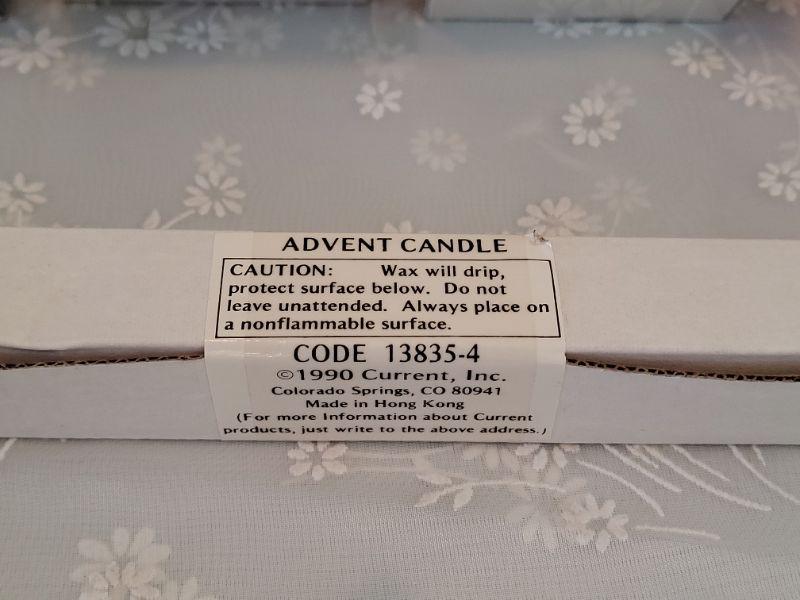 ADVENT CANDLE
CAUTION: Wax will drip,
protect surface below. Do not
leave unattended. Always place on
a nonflammable surface.
CODE 13835-4
©1990 Current, Inc.
Colorado Springs, CO 80941
Made in Hong Kong
(For more Information about Current
products, just write to the above address.)